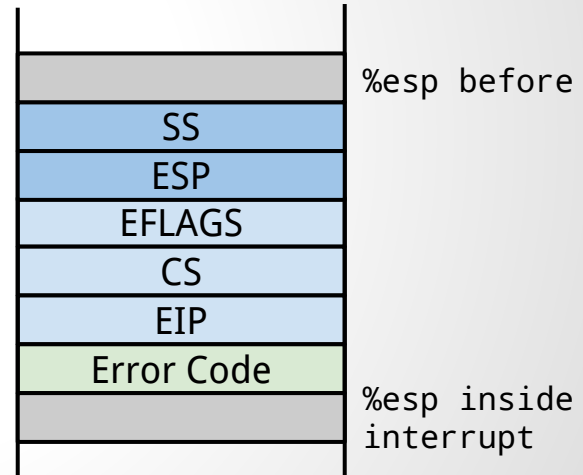 %esp before
SS
ESP
EFLAGS
CS
EIP
Error Code
%esp inside
interrupt